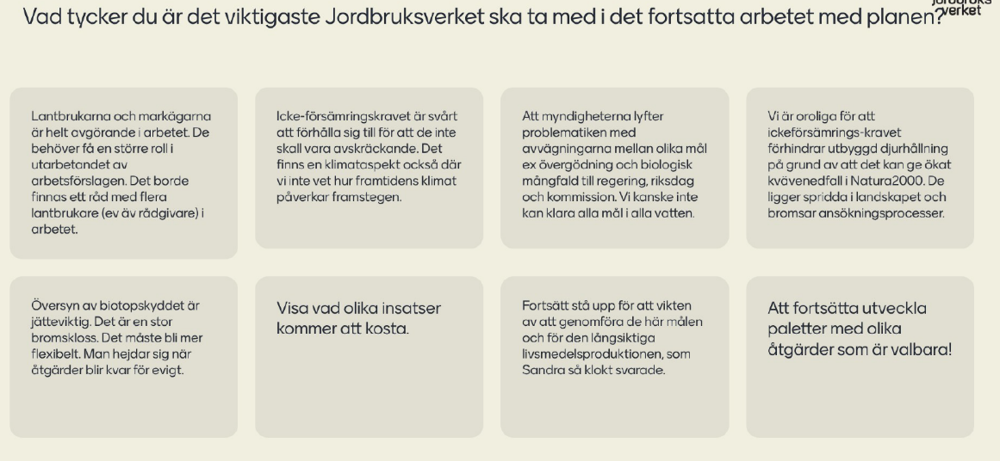 Vad tycker du är det viktigaste Jordbruksverket ska ta med i det fortsatta arbetet med planen?
jordbruks
verket
Lantbrukarna och markägarna
är helt avgörande i arbetet. De
behöver få en större roll i
utarbetandet av
arbetsförslagen. Det borde
finnas ett råd med flera
lantbrukare (ev äv rådgivare) i
arbetet.
Icke-försämringskravet är svårt
att förhålla sig till för att de inte
skall vara avskräckande. Det
finns en klimataspekt också där
vi inte vet hur framtidens klimat
påverkar framstegen.
Att myndigheterna lyfter
problematiken med
avvägningarna mellan olika mål
ex övergödning och biologisk
mångfald till regering, riksdag
och kommission. Vi kanske inte
kan klara alla mål i alla vatten.
Vi är oroliga för att
ickeförsämrings-kravet
förhindrar utbyggd djurhållning
på grund av att det kan ge ökat
kvävenedfall i Natura2000. De
ligger spridda i landskapet och
bromsar ansökningsprocesser.
Översyn av biotopskyddet är
jätteviktig. Det är en stor
bromskloss. Det måste bli mer
flexibelt. Man hejdar sig när
åtgärder blir kvar för evigt.
Visa vad olika insatser
kommer att kosta.
Fortsätt stå upp för att vikten
av att genomföra de här målen
och för den långsiktiga
livsmedelsproduktionen, som
Sandra så klokt svarade.
Att fortsätta utveckla
paletter med olika
åtgärder som är valbara!